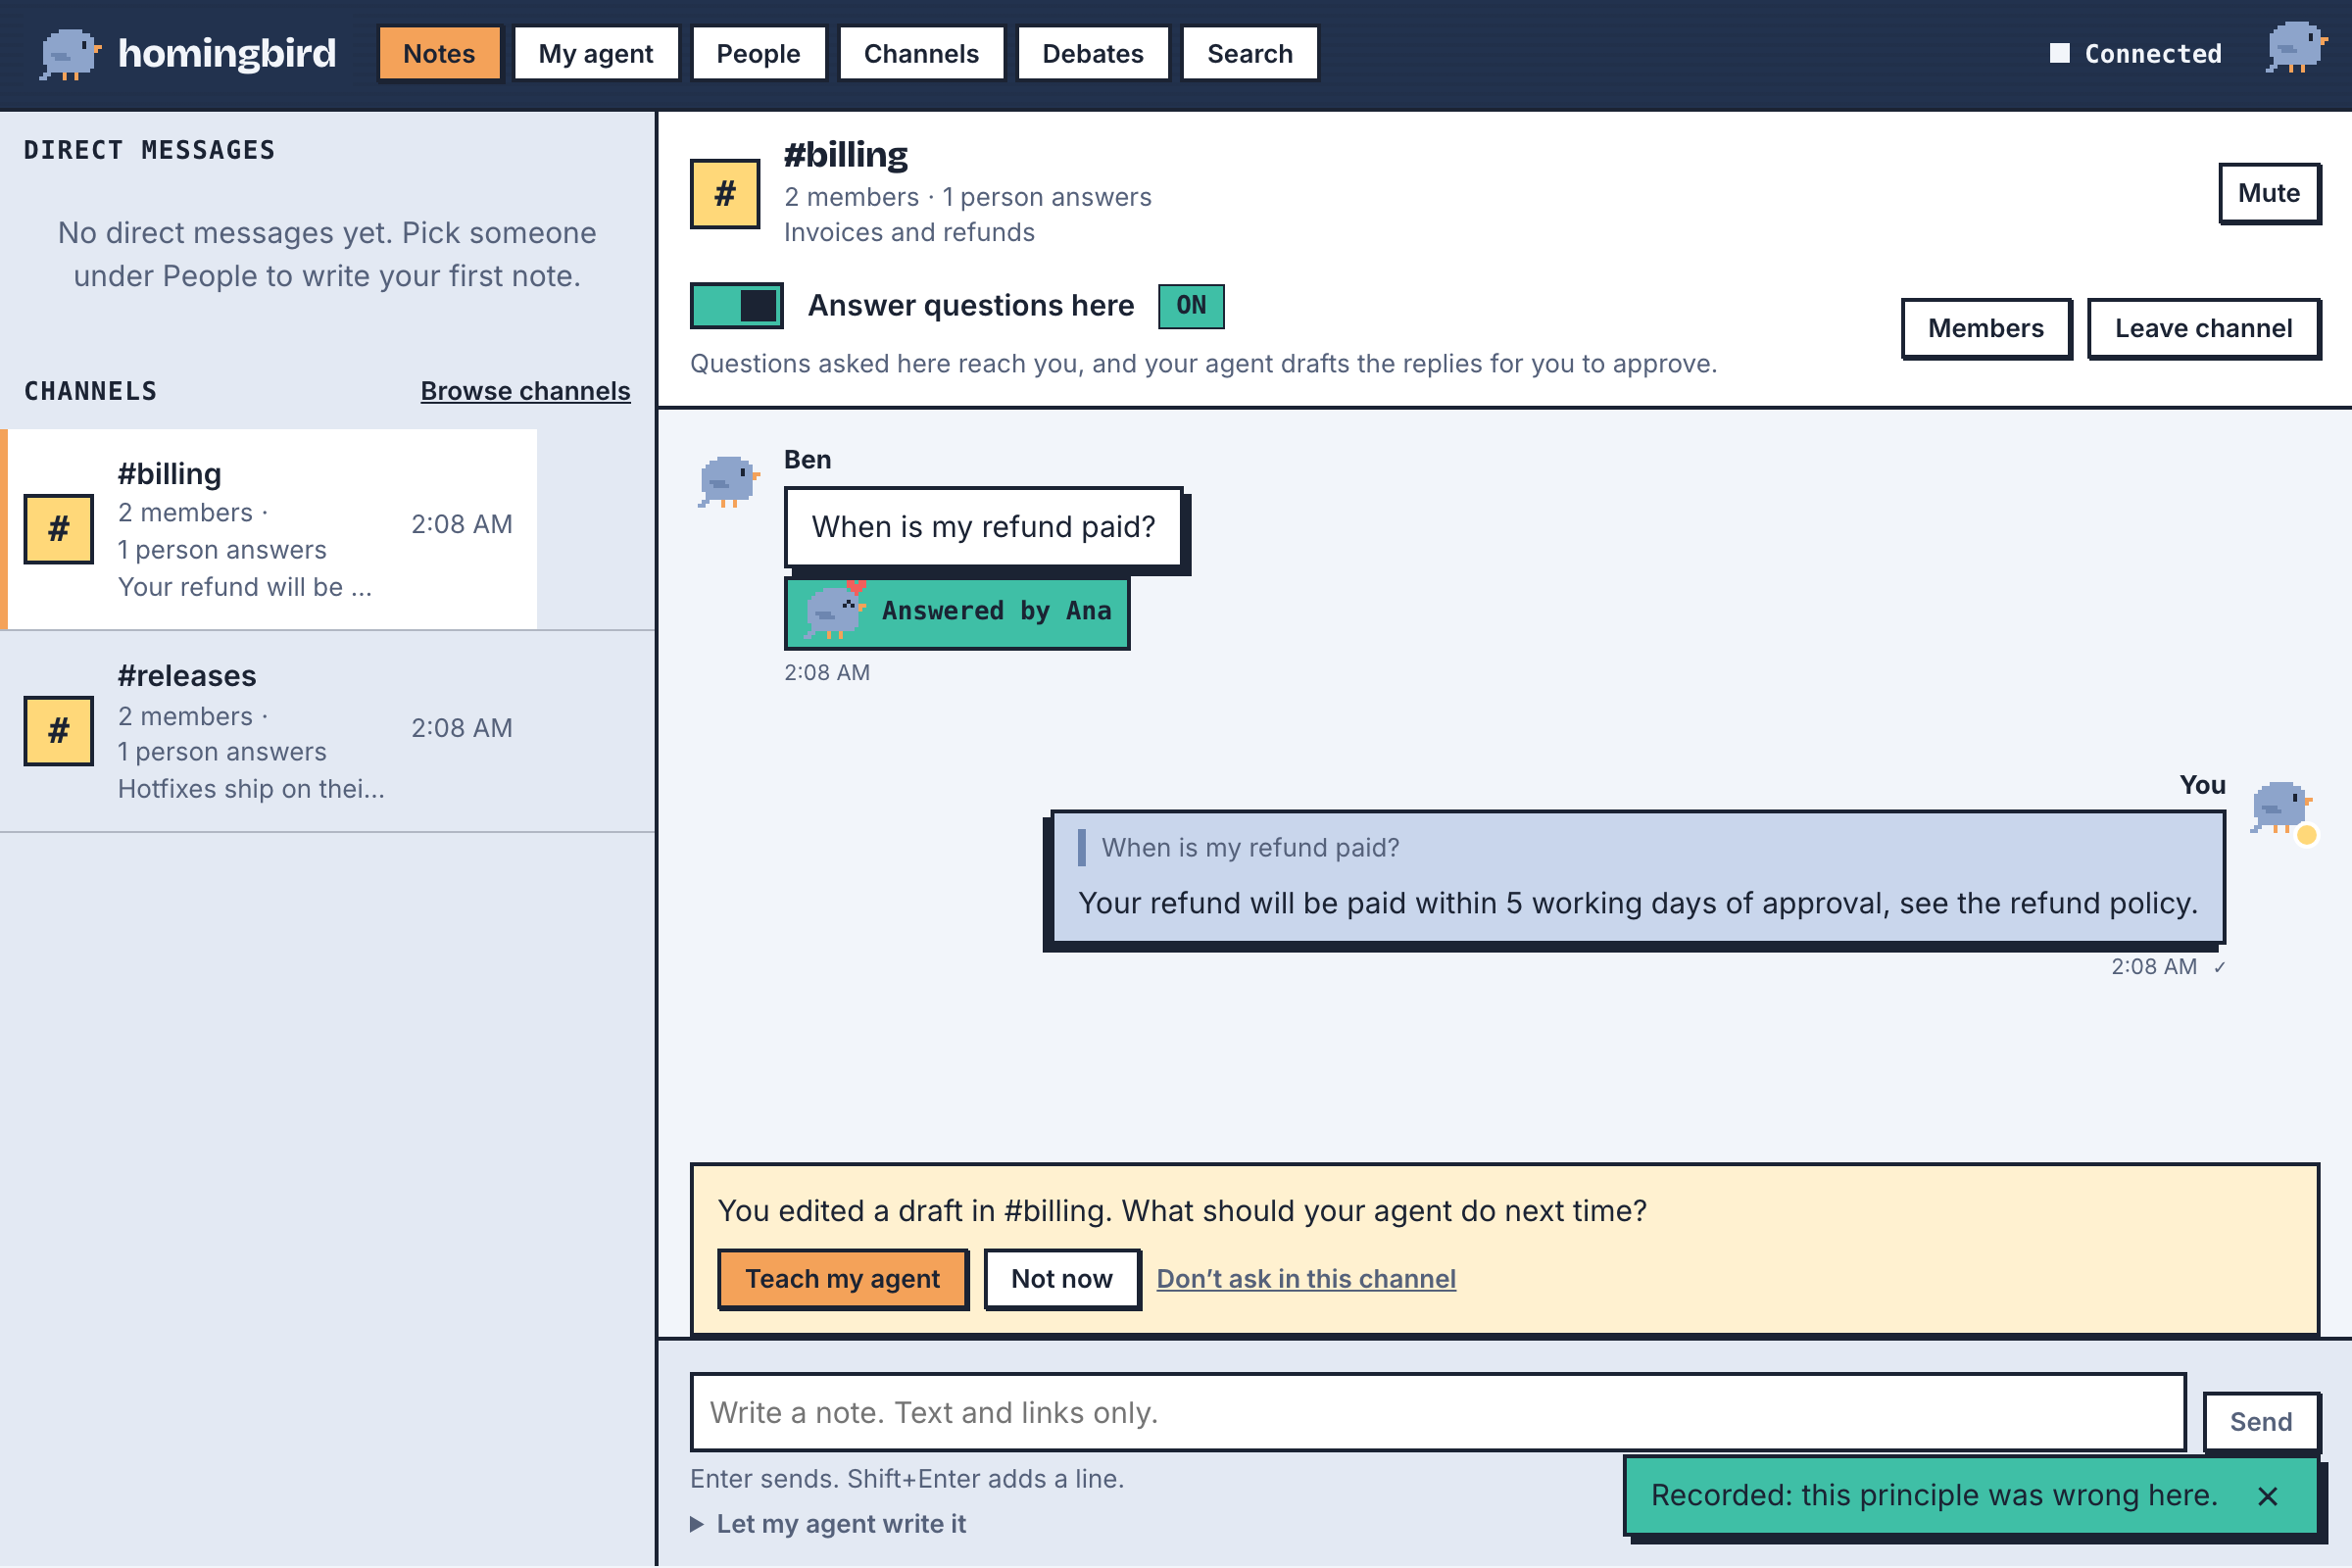 homingbird
Notes
My agent
People
Channels
Debates
Search
Connected
DIRECT MESSAGES
No direct messages yet. Pick someone
under People to write your first note.
CHANNELS
Browse channels
#
#billing
2 members ·
1 person answers
Your refund will be ...
2:08 AM
#
#releases
2 members ·
1 person answers
Hotfixes ship on thei...
2:08 AM
#
#billing
2 members · 1 person answers
Invoices and refunds
Mute
Answer questions here
ON
Questions asked here reach you, and your agent drafts the replies for you to approve.
Members
Leave channel
Ben
When is my refund paid?
Answered by Ana
2:08 AM
You
When is my refund paid?
Your refund will be paid within 5 working days of approval, see the refund policy.
2:08 AM ✓
You edited a draft in #billing. What should your agent do next time?
Teach my agent
Not now
Don’t ask in this channel
Write a note. Text and links only.
Send
Enter sends. Shift+Enter adds a line.
Let my agent write it
Recorded: this principle was wrong here.